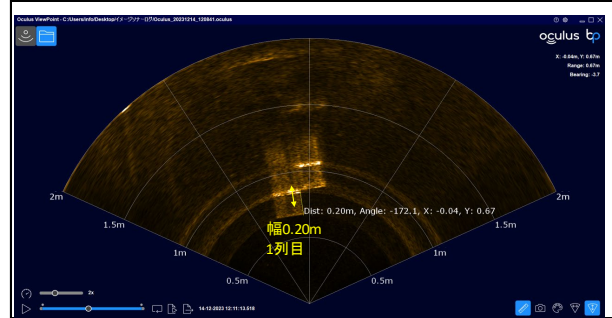 Oculus ViewPoint - C:/Users/info/Desktop/イメージソナーログ/Oculus_20231214_120841.oculus
oculus bp
X: -0.04m, Y: 0.67m
Range: 0.67m
Bearing: -3.7
2m
2m
Dist: 0.20m, Angle: -172.1, X: -0.04, Y: 0.67
1.5m
1.5m
幅0.20m
1列目
1m
1m
0.5m
0.5m
2x
14-12-2023 12:11:13.518